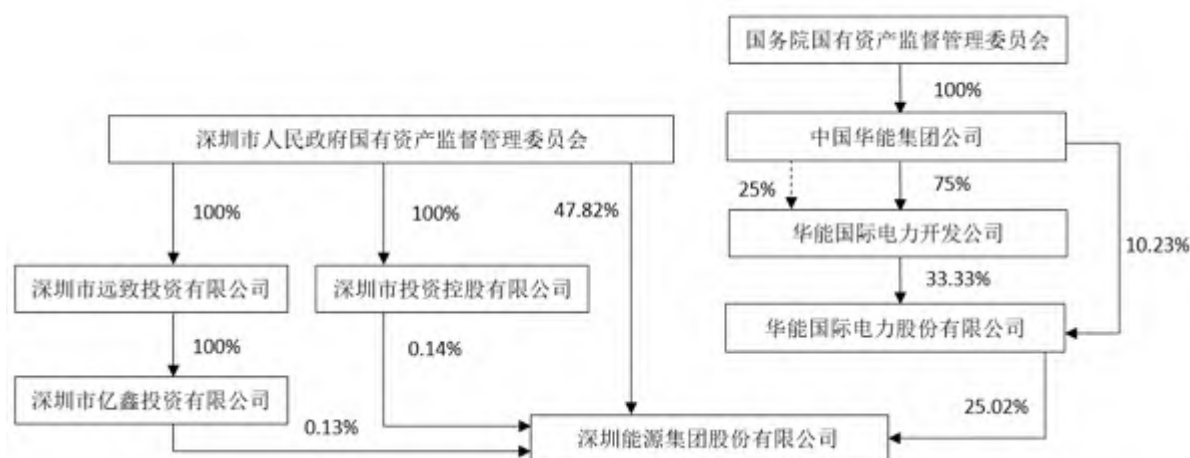 国务院国有资产监督管理委员会
100%
深圳市人民政府国有资产监督管理委员会
中国华能集团公司
100%
100%
47.82%
25%
75%
10.23%
华能国际电力开发公司
深圳市远致投资有限公司
深圳市投资控股有限公司
33.33%
华能国际电力股份有限公司
100%
0.14%
深圳市亿鑫投资有限公司
25.02%
0.13%
深圳能源集团股份有限公司